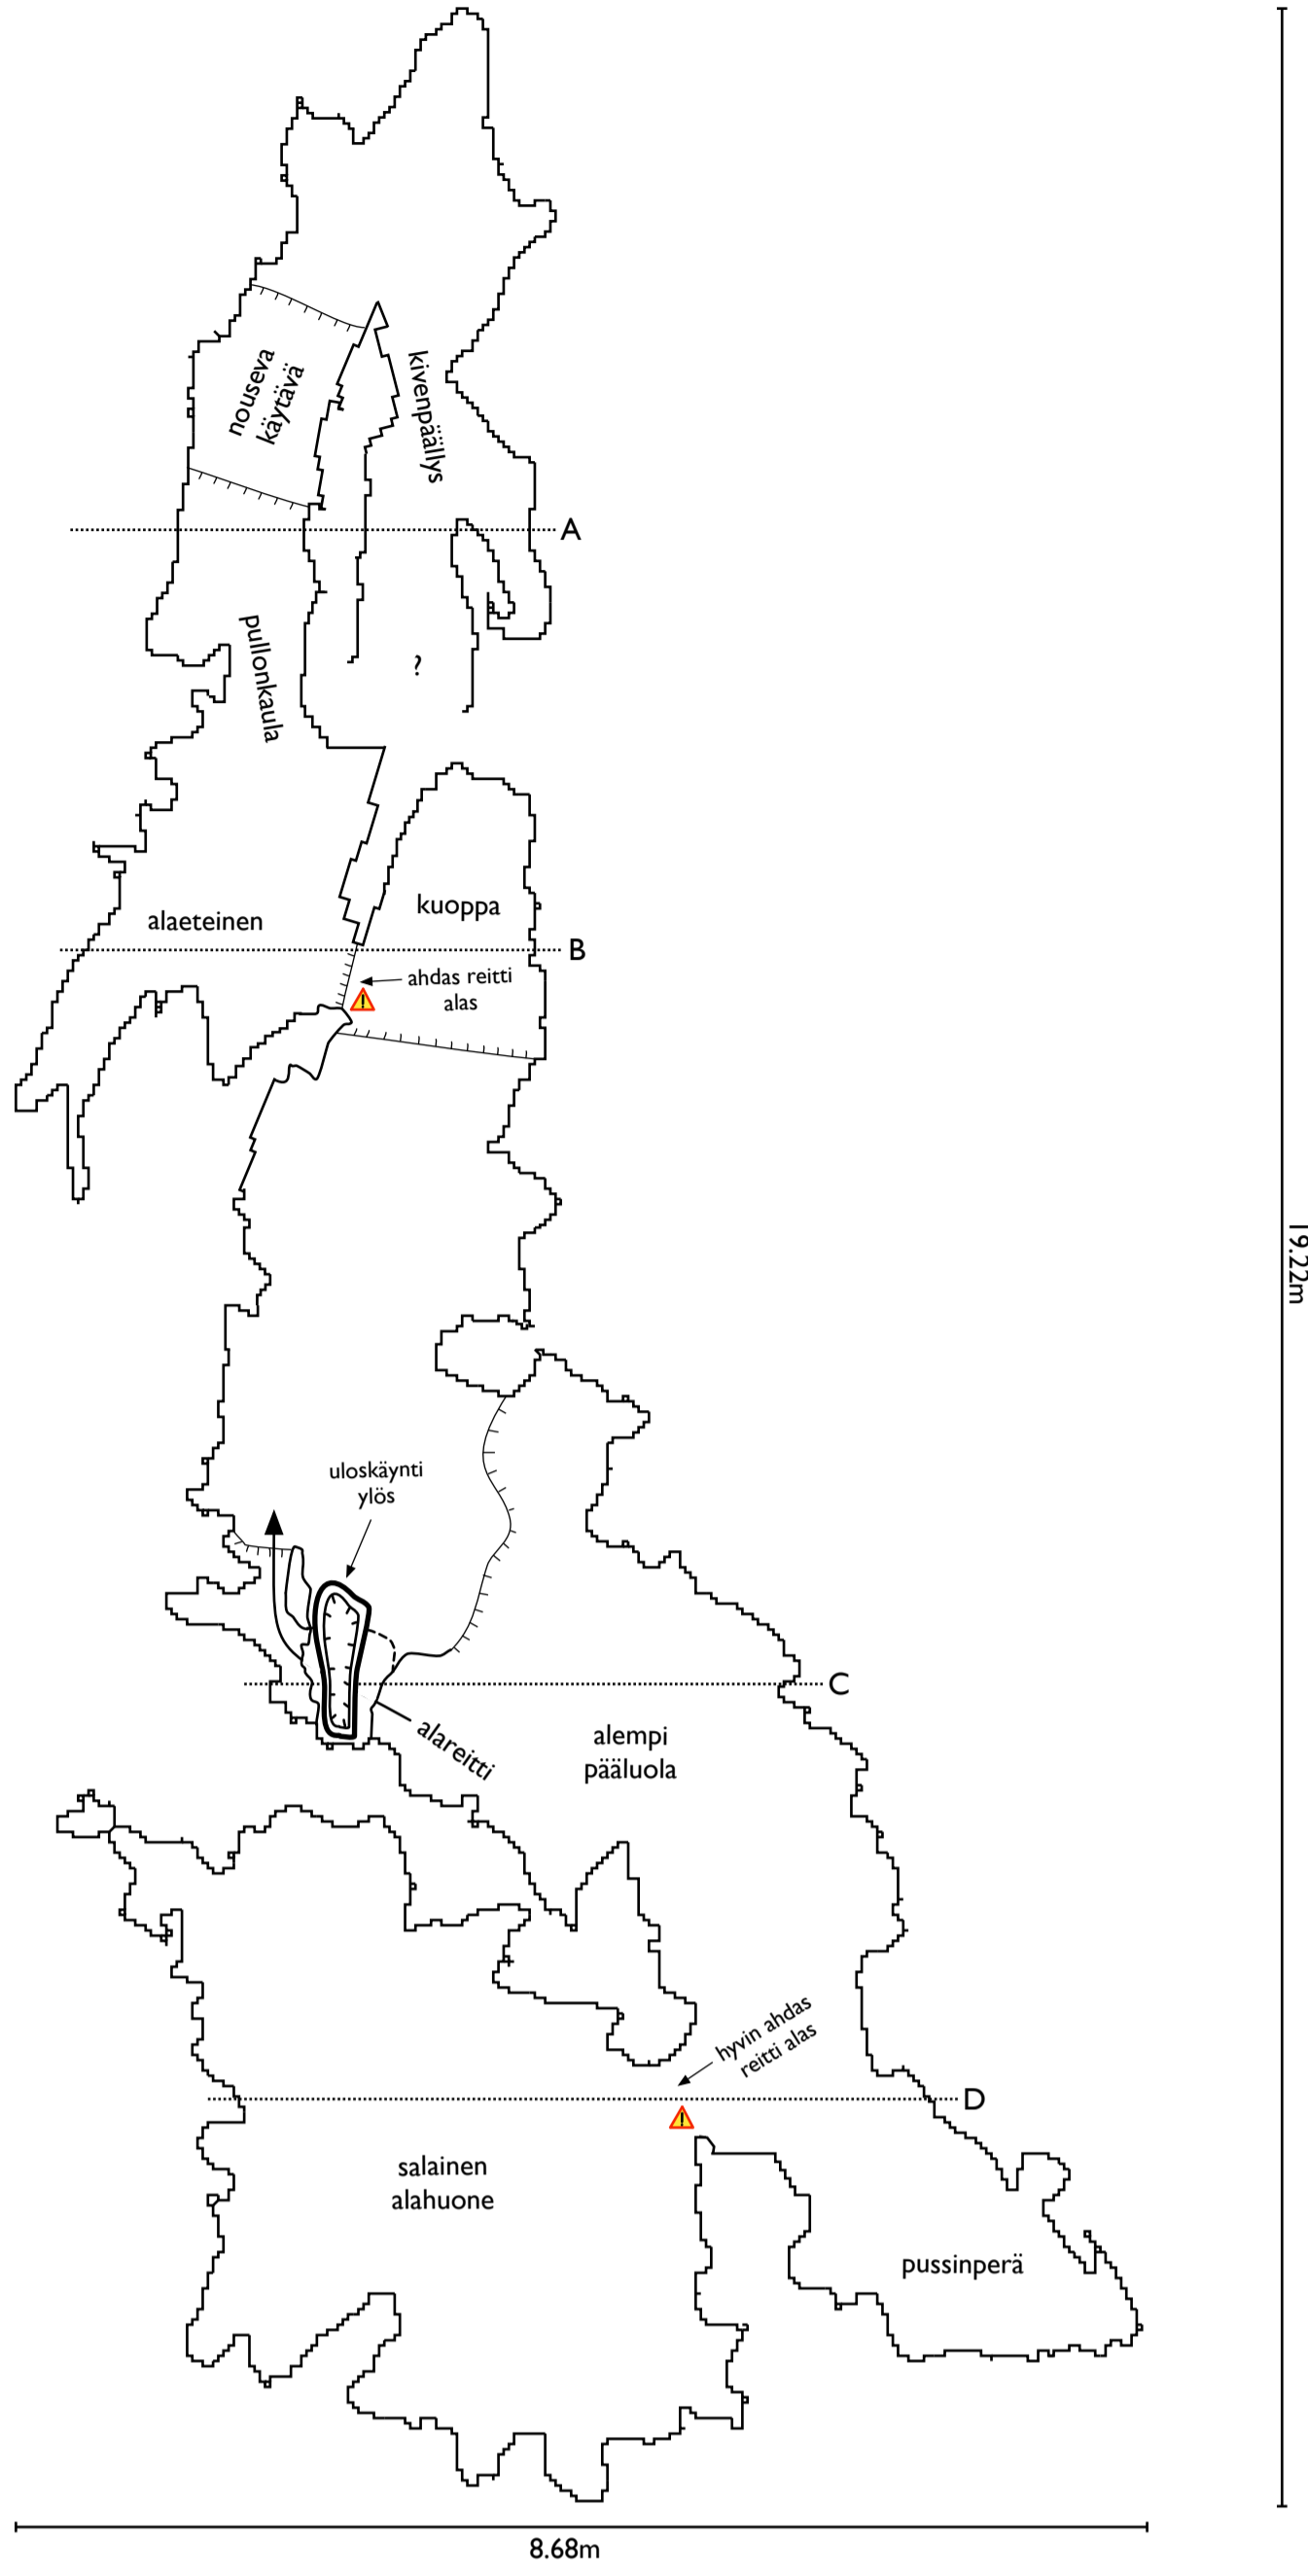 nouseva
käytävä
kivenpäällys
A
pullonkaula
?
alaeteinen
kuoppa
B
ahdas reitti
alas
19.22m
uloskäynti
ylös
C
alareitti
alempi
pääluola
hyvin ahdas
reitti alas
D
salainen
alahuone
pussinperä
8.68m